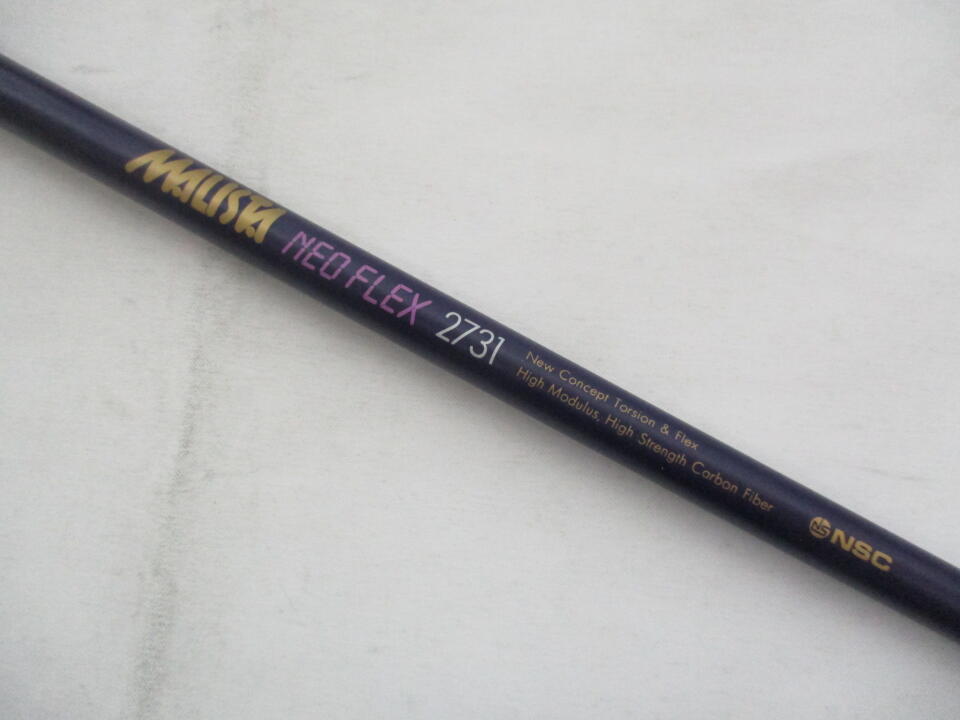 MALISTA NEO FLEX 2731
New Concept Torsion & Flex
High Modulus, High Strength Carbon Fiber
NSC